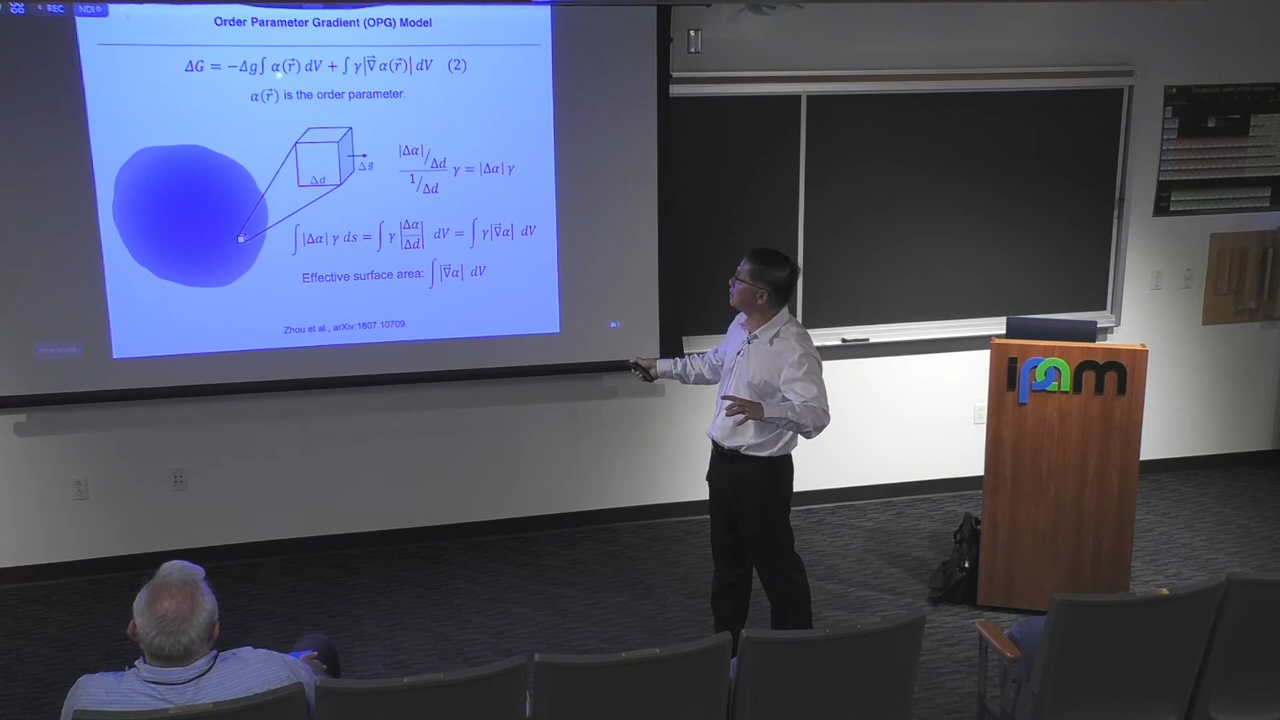 REC NDI
Order Parameter Gradient (OPG) Model
ΔG = −Δg∫ α(r⃗) dV + ∫ γ|∇⃗ α(r⃗)| dV (2)
α(r⃗) is the order parameter.
Δd
Δs⃗
|Δα|/Δd / 1/Δd γ = |Δα| γ
∫|Δα| γ ds = ∫ γ |Δα/Δd| dV = ∫ γ|∇⃗α| dV
Effective surface area: ∫|∇⃗α| dV
Zhou et al., arXiv:1807.10709.
ipam